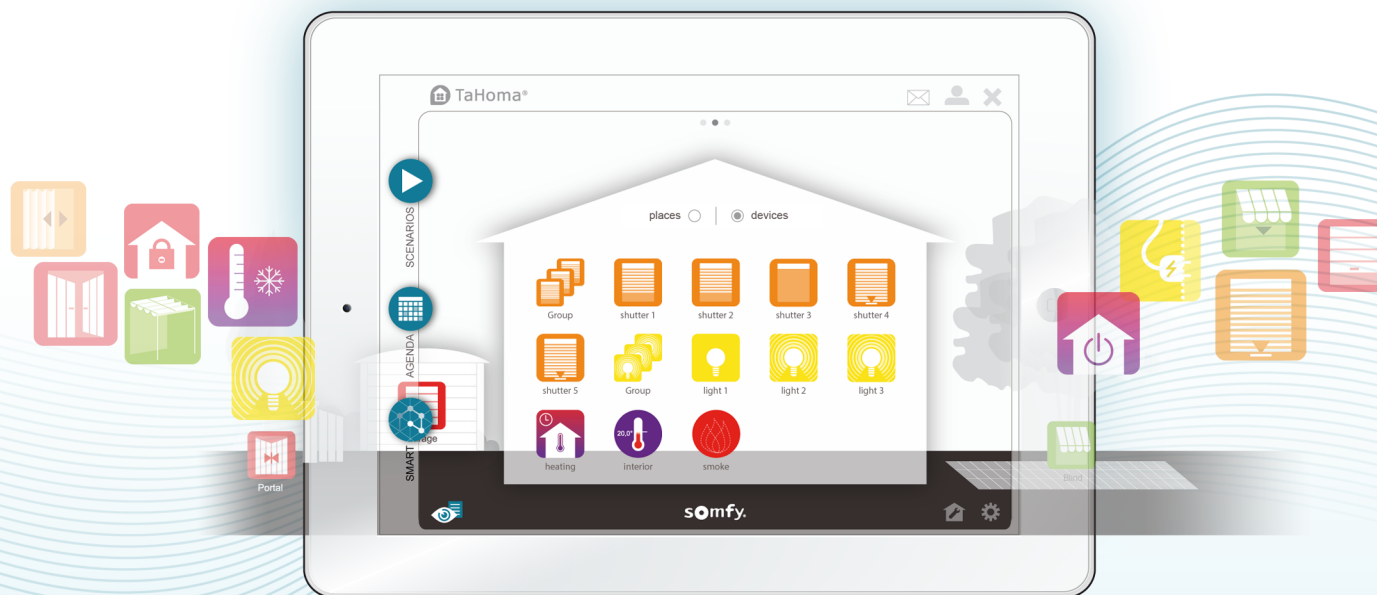 TaHoma®
places
devices
SCENARIOS
Group
shutter 1
shutter 2
shutter 3
shutter 4
AGENDA
shutter 5
Group
light 1
light 2
light 3
20,0°
SMART
heating
interior
smoke
Portal
Blind
somfy.